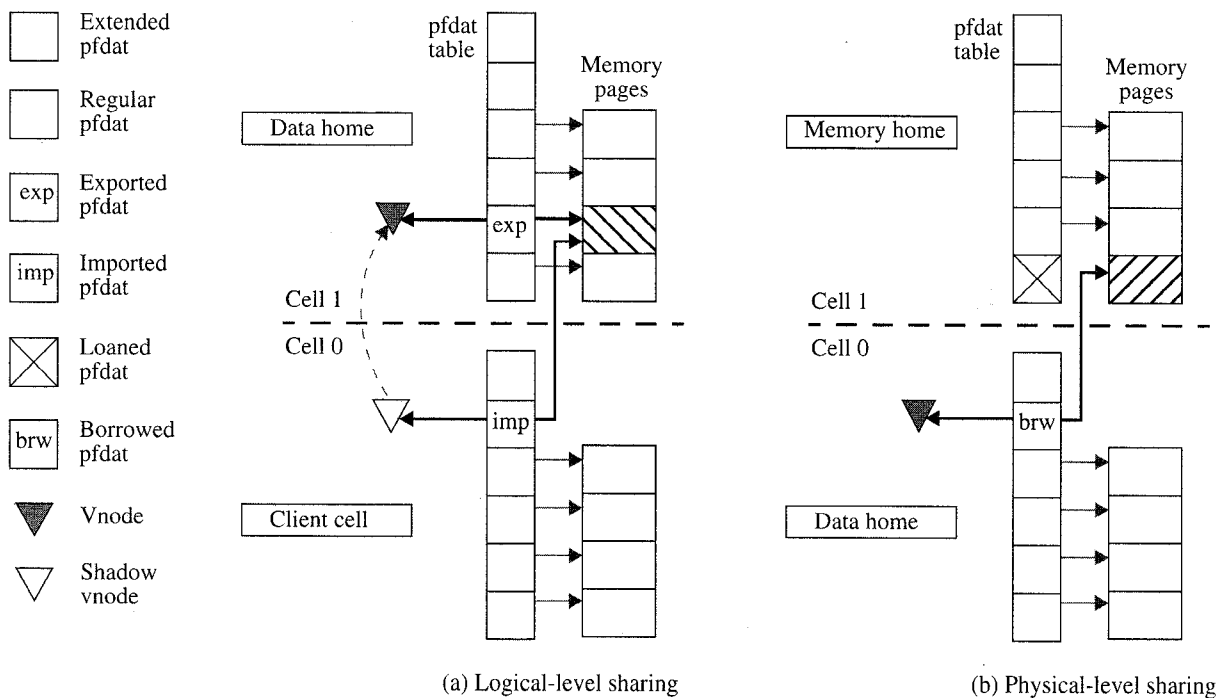 Extended
pfdat
Regular
pfdat
exp
Exported
pfdat
imp
Imported
pfdat
Loaned
pfdat
brw
Borrowed
pfdat
Vnode
Shadow
vnode
pfdat
table
Memory
pages
Data home
exp
Cell 1
Cell 0
imp
Client cell
(a) Logical-level sharing
pfdat
table
Memory
pages
Memory home
Cell 1
Cell 0
brw
Data home
(b) Physical-level sharing